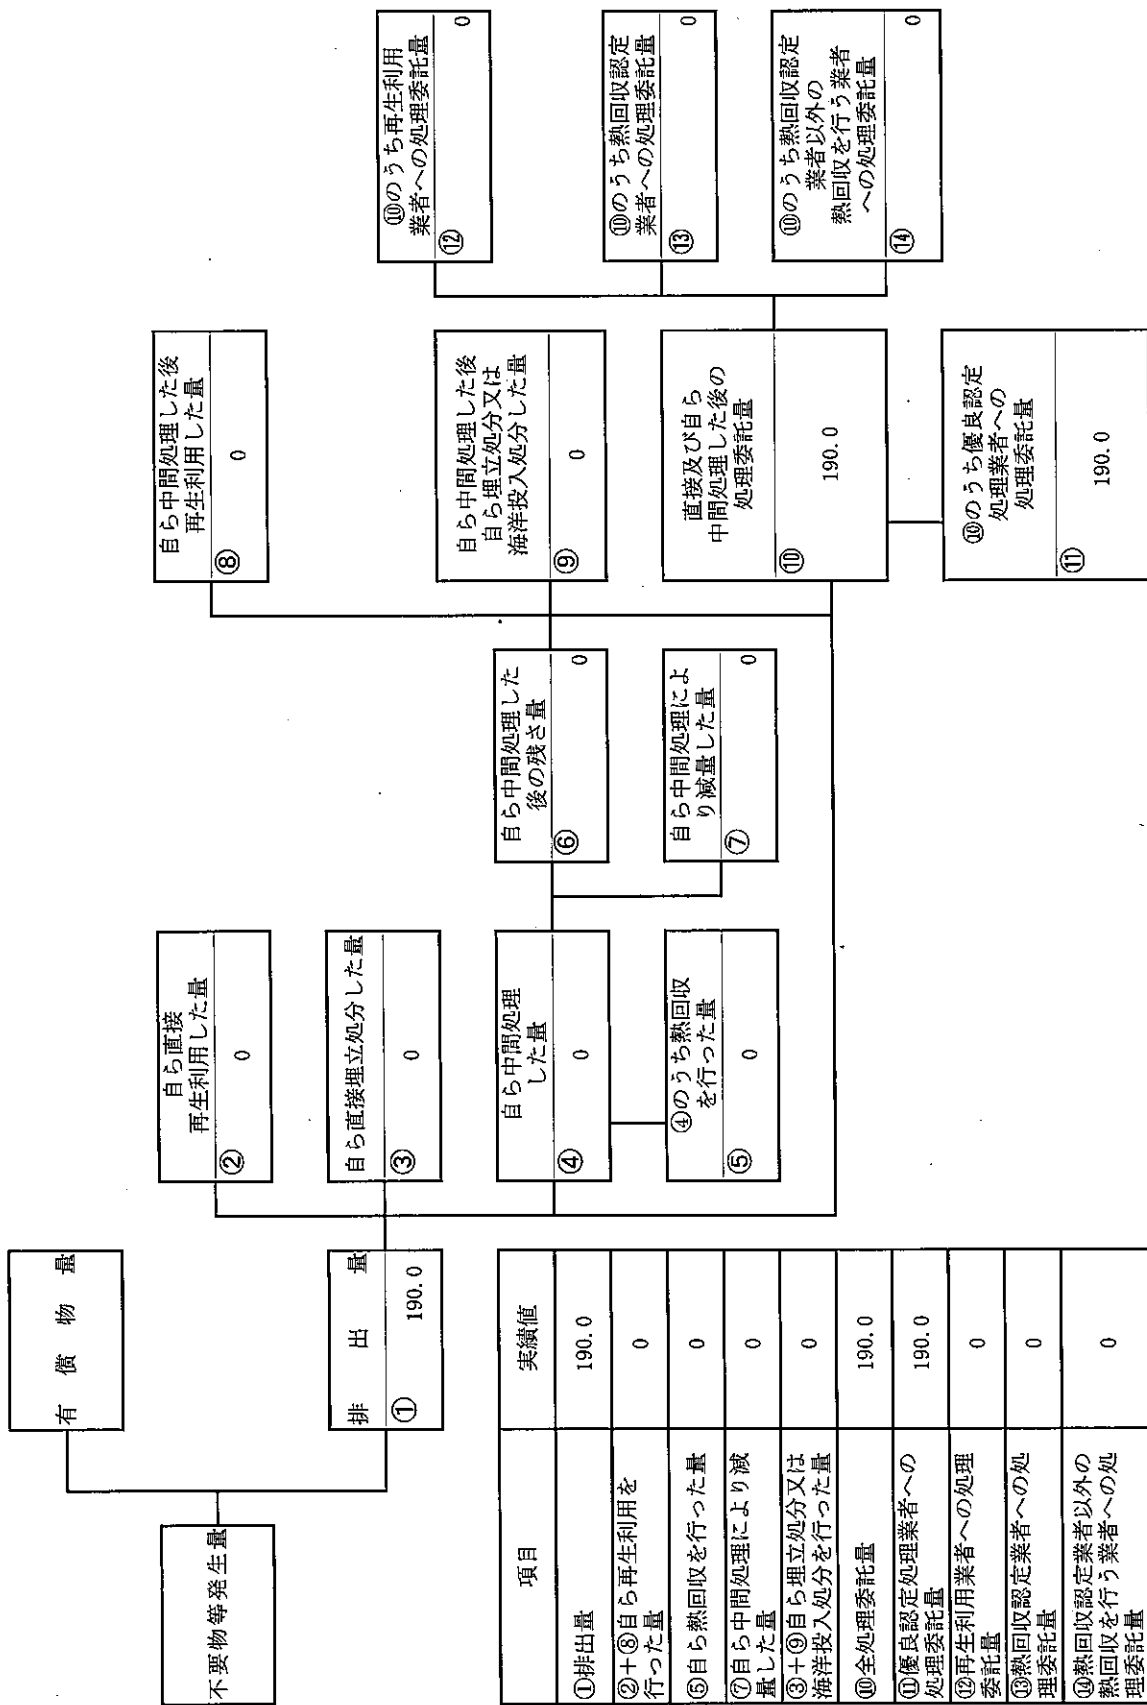 不要物等発生量
有償物量
排出量
① 190.0
自ら直接
再生利用した量
② 0
自ら直接埋立処分した量
③ 0
自ら中間処理
した量
④ 0
④のうち熱回収
を行った量
⑤ 0
自ら中間処理した
後の残さ量
⑥ 0
自ら中間処理によ
り減量した量
⑦ 0
自ら中間処理した後
再生利用した量
⑧ 0
自ら中間処理した後
自ら埋立処分又は
海洋投入処分した量
⑨ 0
直接及び自ら
中間処理した後の
処理委託量
⑩ 190.0
⑩のうち優良認定
処理業者への
処理委託量
⑪ 190.0
⑩のうち再生利用
業者への処理委託量
⑫ 0
⑩のうち熱回収認定
業者への処理委託量
⑬ 0
⑩のうち熱回収認定
業者以外の
熱回収を行う業者
への処理委託量
⑭ 0
項目 実績値
①排出量 190.0
②+⑧自ら再生利用を
行った量 0
⑤自ら熱回収を行った量 0
⑦自ら中間処理により減
量した量 0
③+⑨自ら埋立処分又は
海洋投入処分を行った量 0
⑩全処理委託量 190.0
⑪優良認定処理業者への
処理委託量 190.0
⑫再生利用業者への処理
委託量 0
⑬熱回収認定業者への処
理委託量 0
⑭熱回収認定業者以外の
熱回収を行う業者への処
理委託量 0